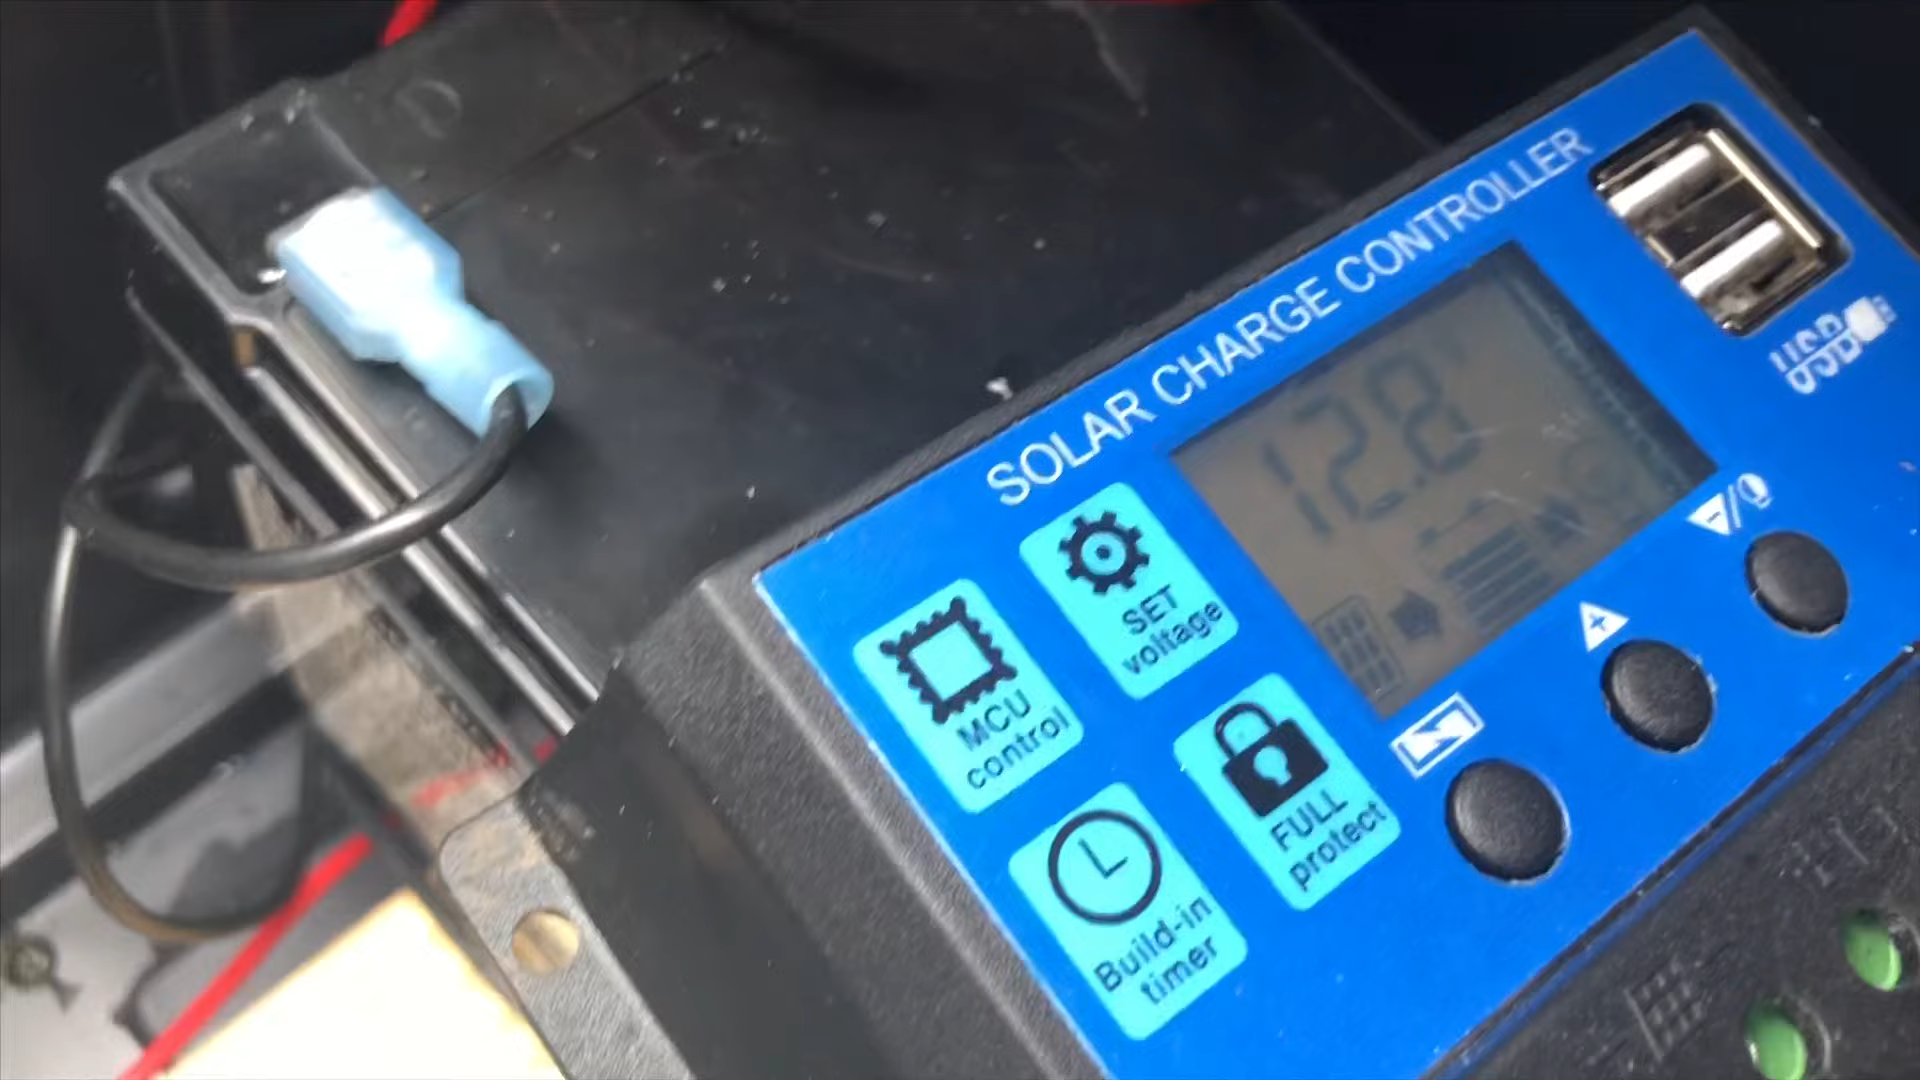 SOLAR CHARGE CONTROLLER
USB
12.8
SET
voltage
MCU
control
FULL
protect
Build-in
timer